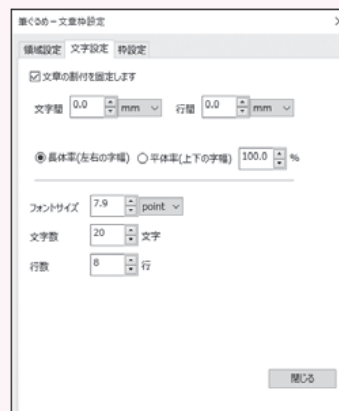 筆ぐるめ - 文章枠設定
領域設定 文字設定 枠設定
文章の割付を固定します
文字間 0.0 mm 行間 0.0 mm
長体率(左右の字幅) 平体率(上下の字幅) 100.0 %
フォントサイズ 7.9 point
文字数 20 文字
行数 8 行
閉じる